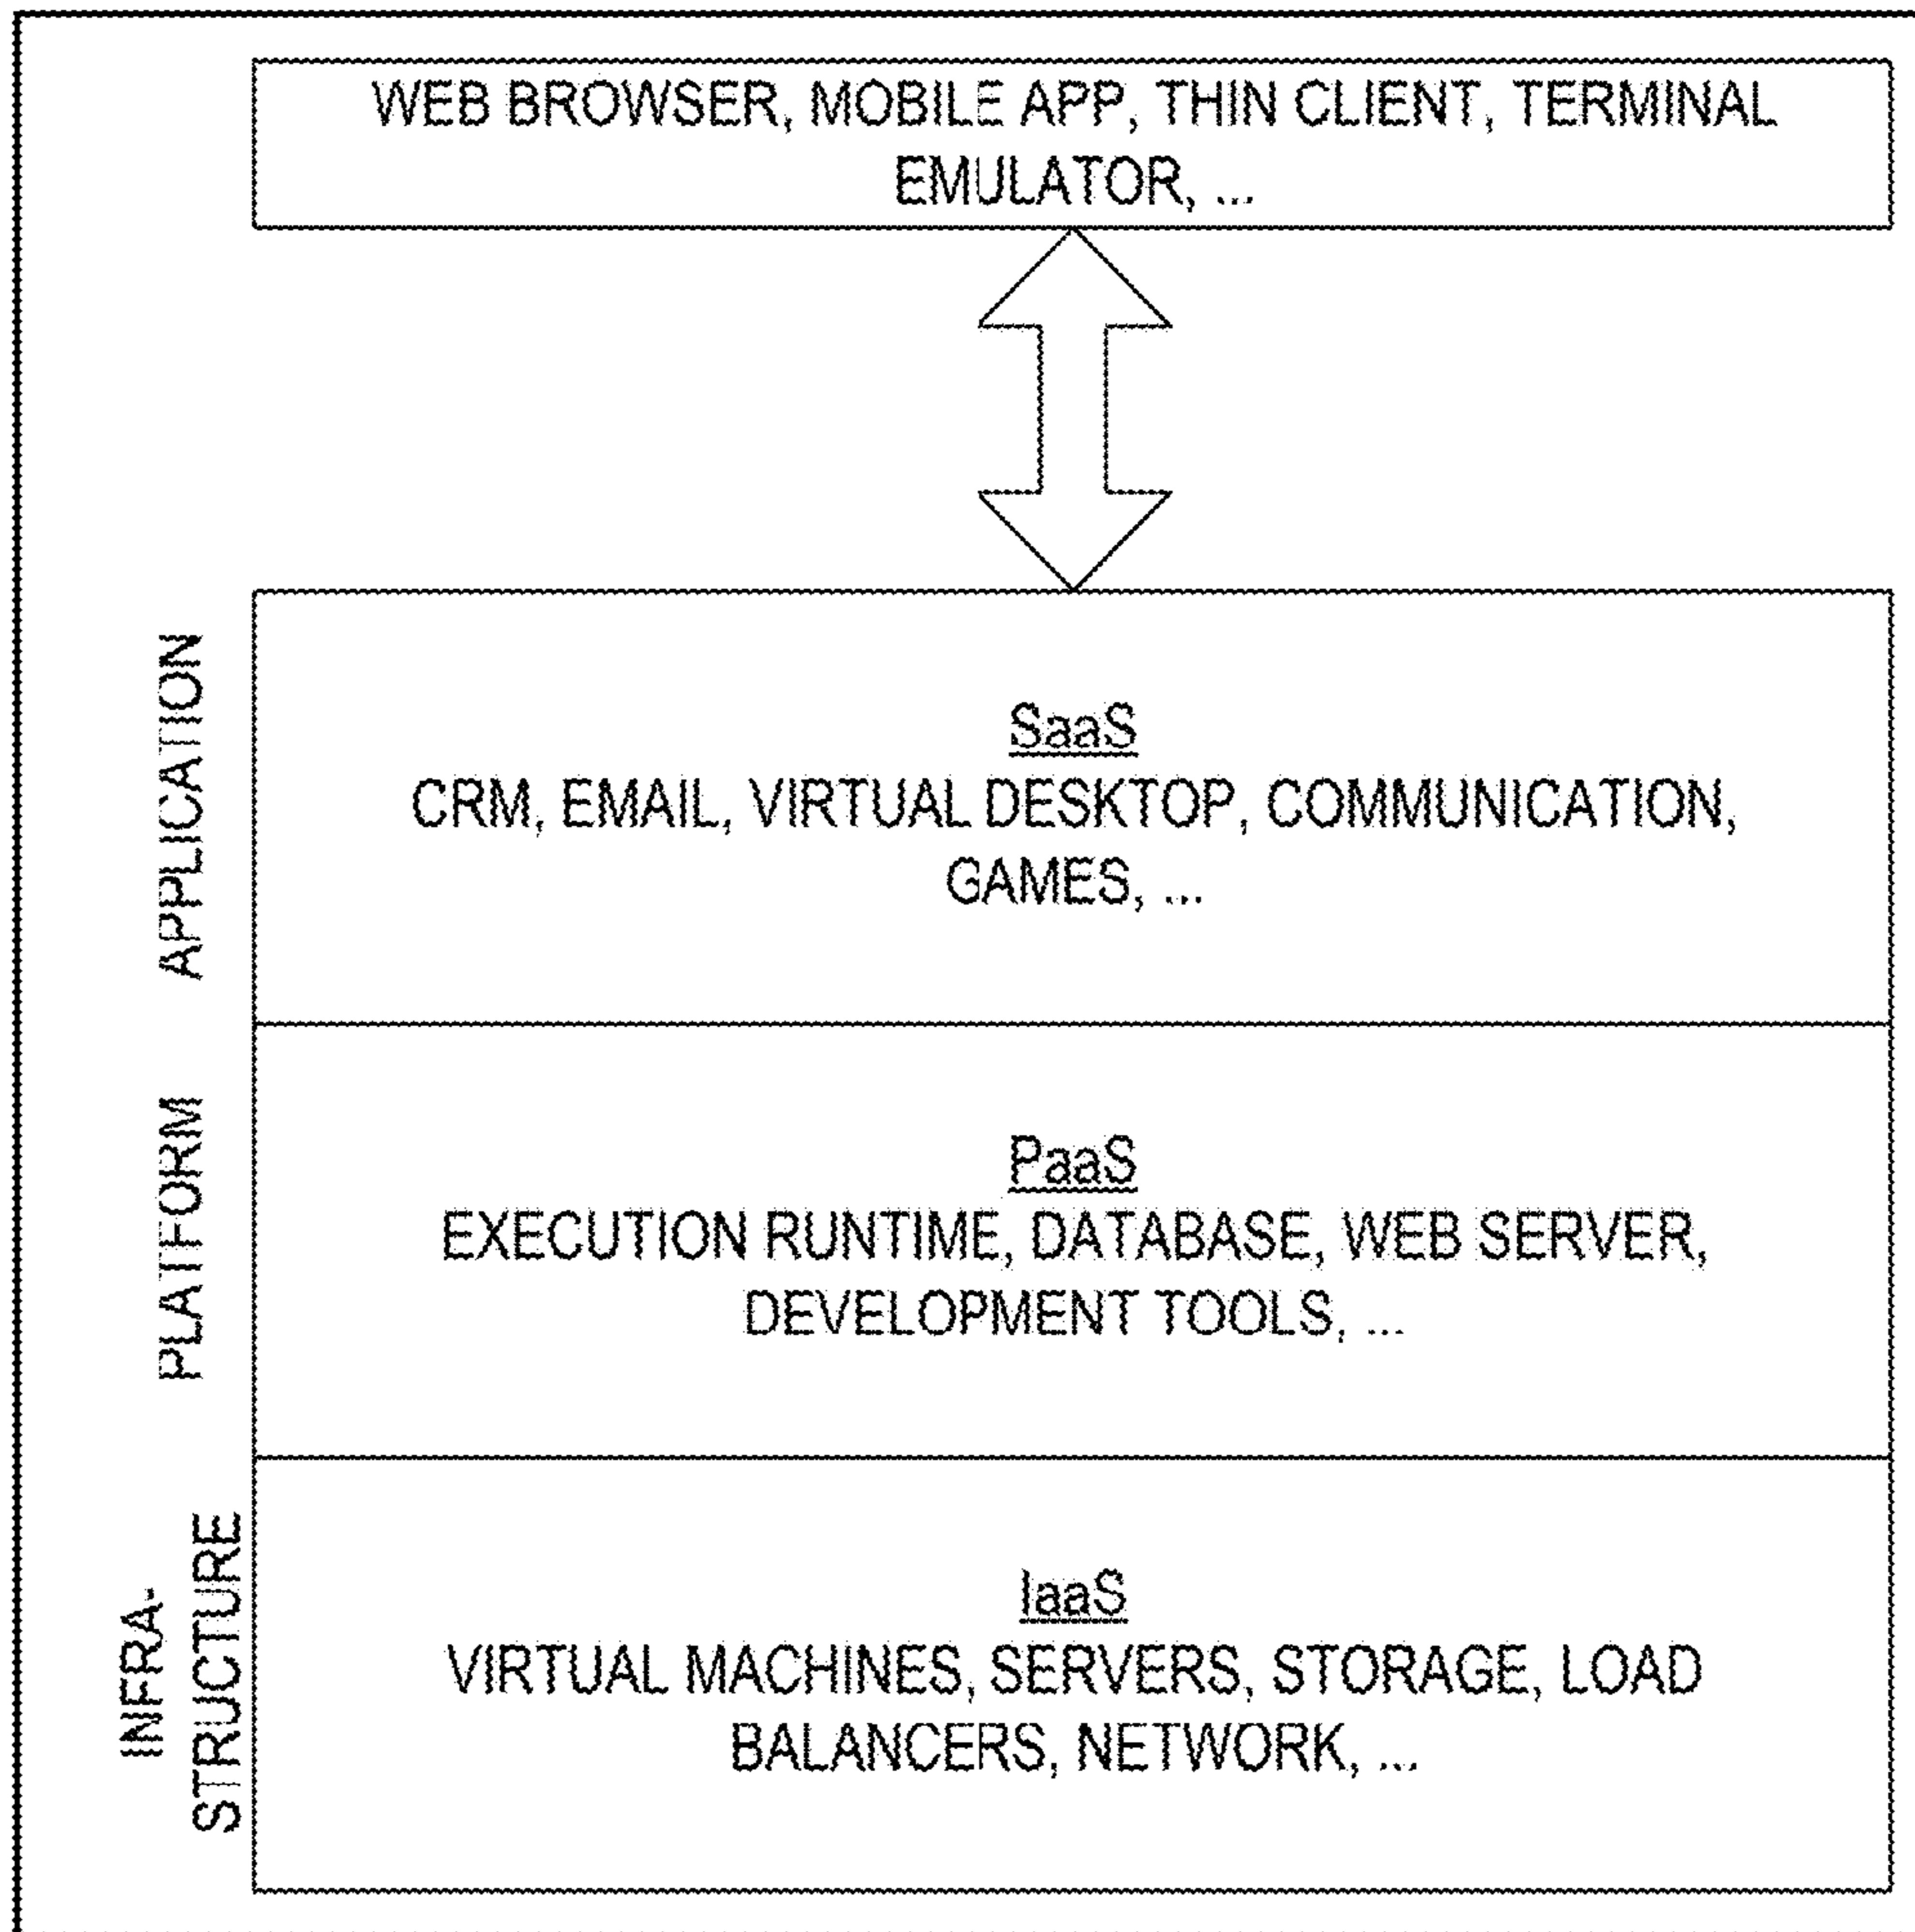 WEB BROWSER, MOBILE APP, THIN CLIENT, TERMINAL
EMULATOR, ...
APPLICATION
SaaS
CRM, EMAIL, VIRTUAL DESKTOP, COMMUNICATION,
GAMES, ...
PLATFORM
PaaS
EXECUTION RUNTIME, DATABASE, WEB SERVER,
DEVELOPMENT TOOLS, ...
INFRA-
STRUCTURE
IaaS
VIRTUAL MACHINES, SERVERS, STORAGE, LOAD
BALANCERS, NETWORK, ...